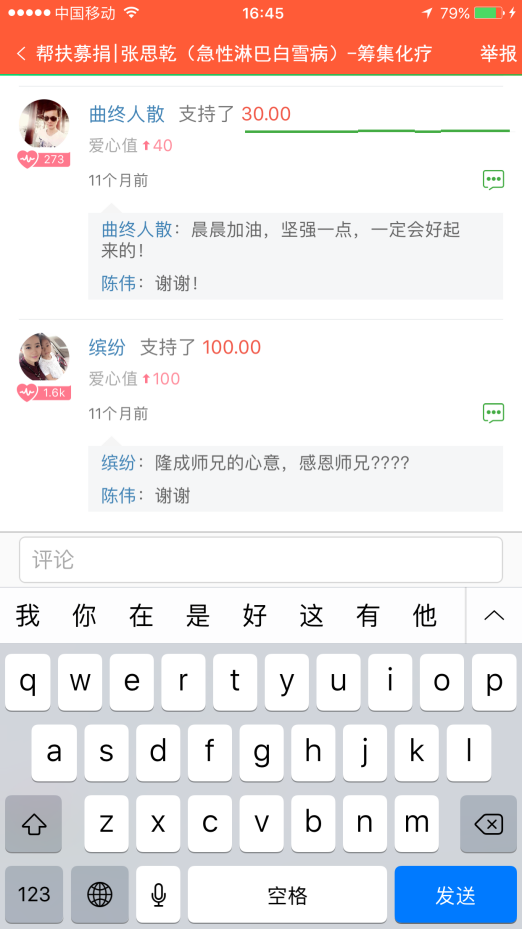 中国移动 16:45 79%
帮扶募捐|张思乾（急性淋巴白雪病）-筹集化疗 举报
曲终人散 支持了 30.00
273 爱心值 40
11个月前
曲终人散：晨晨加油，坚强一点，一定会好起
来的！
陈伟：谢谢！
缤纷 支持了 100.00
1.6k 爱心值 100
11个月前
缤纷：隆成师兄的心意，感恩师兄????
陈伟：谢谢
评论
我 你 在 是 好 这 有 他
q w e r t y u i o p
a s d f g h j k l
z x c v b n m
123 空格 发送